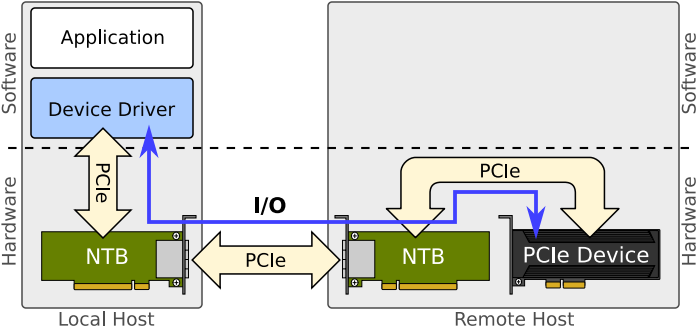 Software
Application
Device Driver
PCIe
Hardware
NTB
Local Host
I/O
PCIe
Software
PCIe
Hardware
NTB
PCIe Device
Remote Host